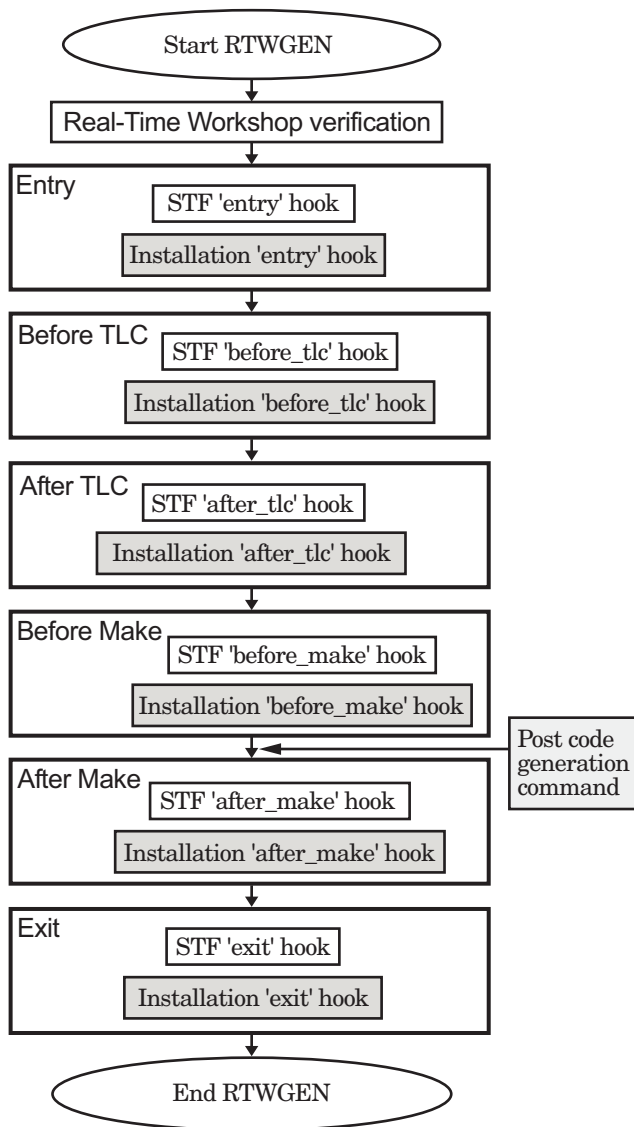 Start RTWGEN
Real-Time Workshop verification
Entry
STF 'entry' hook
Installation 'entry' hook
Before TLC
STF 'before_tlc' hook
Installation 'before_tlc' hook
After TLC
STF 'after_tlc' hook
Installation 'after_tlc' hook
Before Make
STF 'before_make' hook
Installation 'before_make' hook
Post code
generation
command
After Make
STF 'after_make' hook
Installation 'after_make' hook
Exit
STF 'exit' hook
Installation 'exit' hook
End RTWGEN